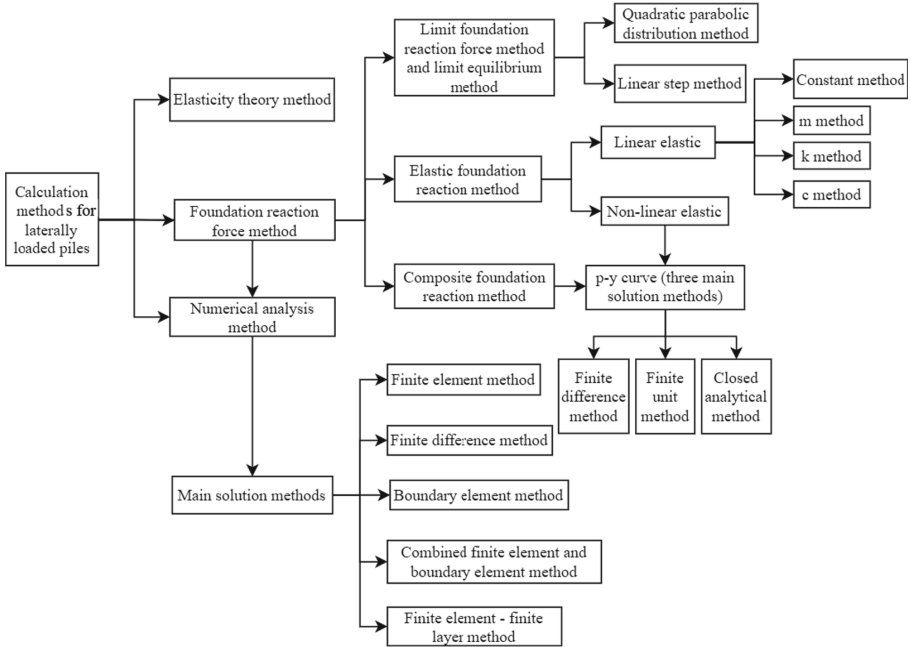 Calculation
methods for
laterally
loaded piles
Elasticity theory method
Foundation reaction
force method
Numerical analysis
method
Main solution methods
Limit foundation
reaction force method
and limit equilibrium
method
Elastic foundation
reaction method
Composite foundation
reaction method
Quadratic parabolic
distribution method
Linear step method
Linear elastic
Non-linear elastic
Constant method
m method
k method
c method
p-y curve (three main
solution methods)
Finite
difference
method
Finite
unit
method
Closed
analytical
method
Finite element method
Finite difference method
Boundary element method
Combined finite element and
boundary element method
Finite element - finite
layer method